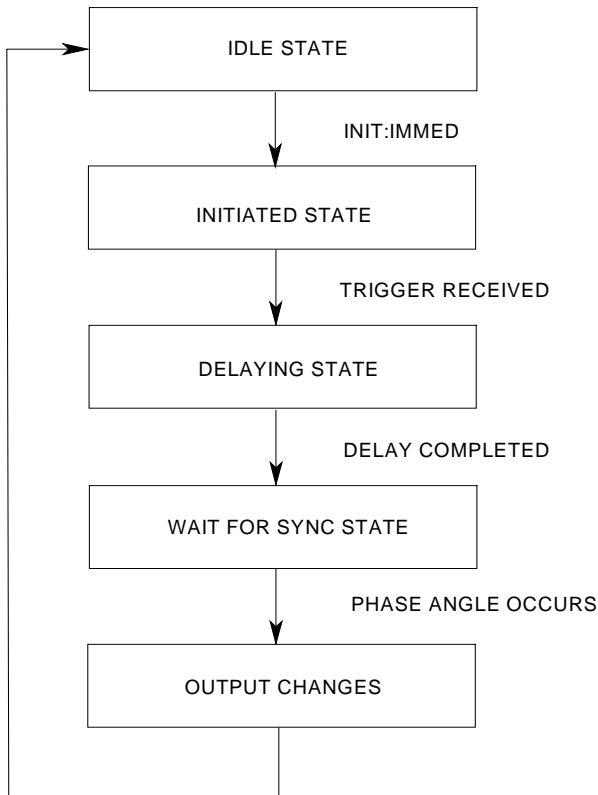 IDLE STATE
INIT:IMMED
INITIATED STATE
TRIGGER RECEIVED
DELAYING STATE
DELAY COMPLETED
WAIT FOR SYNC STATE
PHASE ANGLE OCCURS
OUTPUT CHANGES